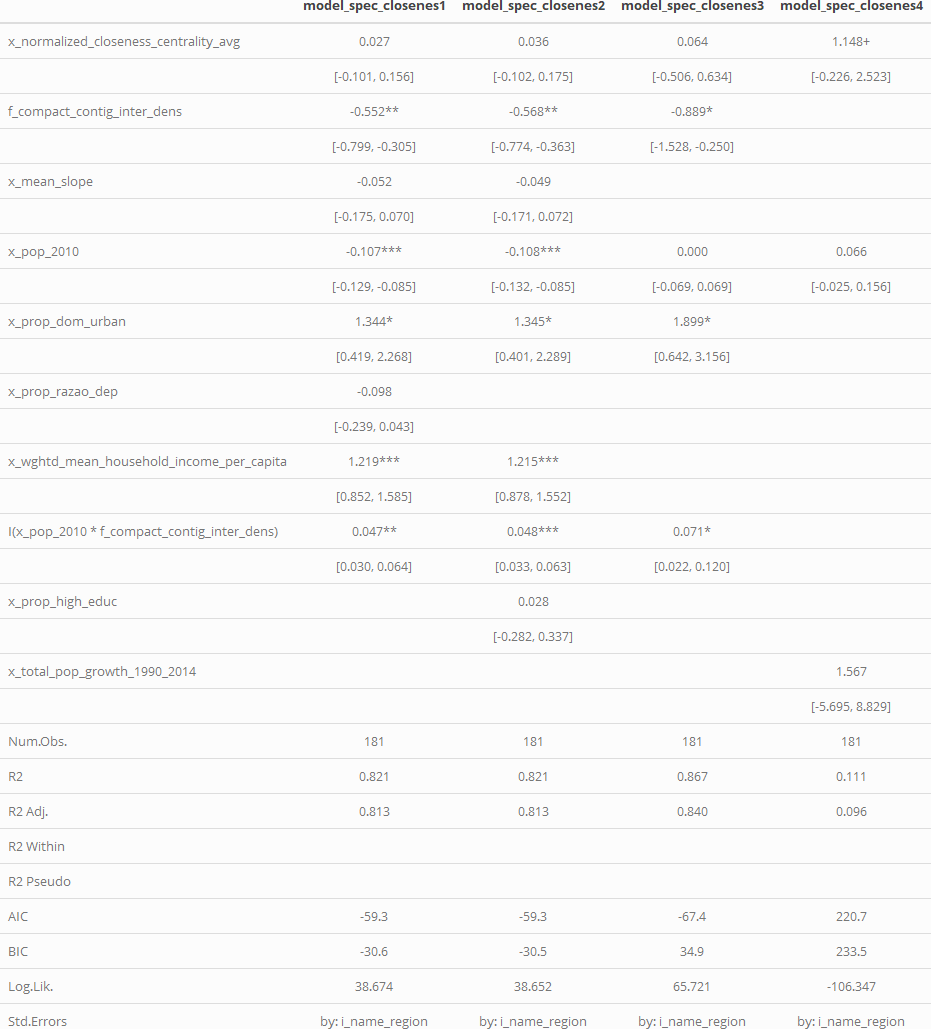 model_spec_closenes1 model_spec_closenes2 model_spec_closenes3 model_spec_closenes4
x_normalized_closeness_centrality_avg 0.027 0.036 0.064 1.148+
[-0.101, 0.156] [-0.102, 0.175] [-0.506, 0.634] [-0.226, 2.523]
f_compact_contig_inter_dens -0.552** -0.568** -0.889*
[-0.799, -0.305] [-0.774, -0.363] [-1.528, -0.250]
x_mean_slope -0.052 -0.049
[-0.175, 0.070] [-0.171, 0.072]
x_pop_2010 -0.107*** -0.108*** 0.000 0.066
[-0.129, -0.085] [-0.132, -0.085] [-0.069, 0.069] [-0.025, 0.156]
x_prop_dom_urban 1.344* 1.345* 1.899*
[0.419, 2.268] [0.401, 2.289] [0.642, 3.156]
x_prop_razao_dep -0.098
[-0.239, 0.043]
x_wghtd_mean_household_income_per_capita 1.219*** 1.215***
[0.852, 1.585] [0.878, 1.552]
I(x_pop_2010 * f_compact_contig_inter_dens) 0.047** 0.048*** 0.071*
[0.030, 0.064] [0.033, 0.063] [0.022, 0.120]
x_prop_high_educ 0.028
[-0.282, 0.337]
x_total_pop_growth_1990_2014 1.567
[-5.695, 8.829]
Num.Obs. 181 181 181 181
R2 0.821 0.821 0.867 0.111
R2 Adj. 0.813 0.813 0.840 0.096
R2 Within
R2 Pseudo
AIC -59.3 -59.3 -67.4 220.7
BIC -30.6 -30.5 34.9 233.5
Log.Lik. 38.674 38.652 65.721 -106.347
Std.Errors by: i_name_region by: i_name_region by: i_name_region by: i_name_region